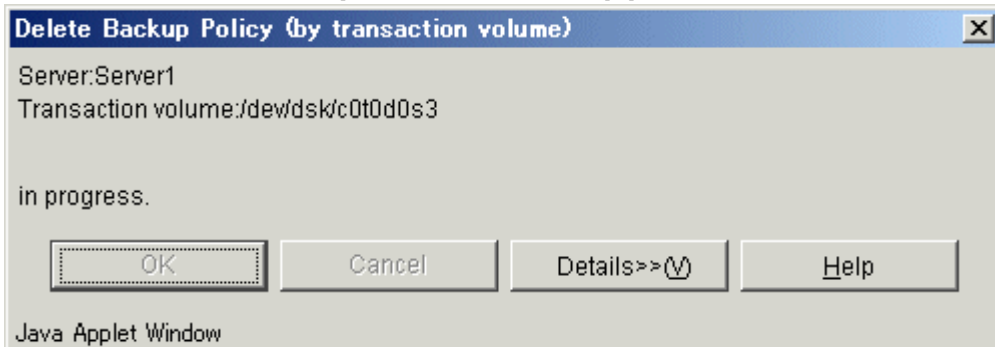 Delete Backup Policy (by transaction volume)
Server:Server1
Transaction volume:/dev/dsk/c0t0d0s3
in progress.
OK Cancel Details>>(V) Help
Java Applet Window